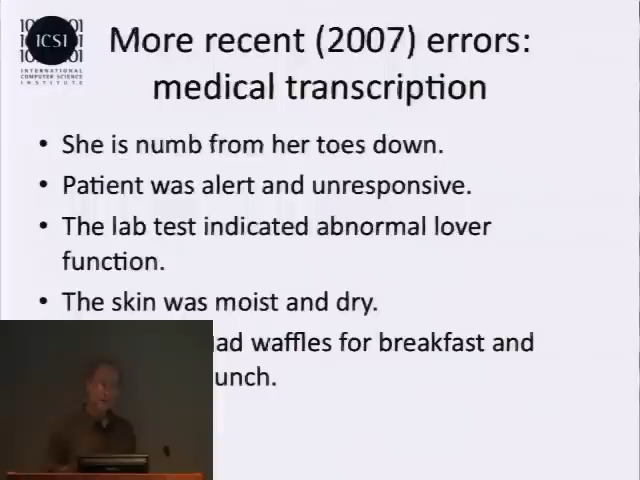 ICSI
INTERNATIONAL
COMPUTER SCIENCE
INSTITUTE
More recent (2007) errors:
medical transcription
• She is numb from her toes down.
• Patient was alert and unresponsive.
• The lab test indicated abnormal lover
function.
• The skin was moist and dry.
waffles for breakfast and